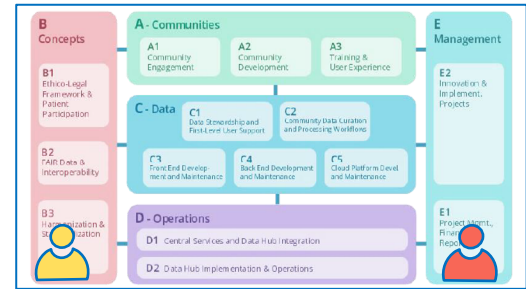 B
Concepts
B1
Ethico-Legal
Framework &
Patient
Participation
B2
FAIR Data &
Interoperability
B3
A - Communities
A1
Community
Engagement
A2
Community
Development
A3
Training &
User Experience
C - Data
C1
Data Stewardship and
First-Level User Support
C2
Community Data Curation
and Processing Workflows
C3
Front End Develop-
ment and Maintenance
C4
Back End Development
and Maintenance
C5
Cloud Platform Devel
and Maintenance
D - Operations
D1 Central Services and Data Hub Integration
D2 Data Hub Implementation & Operations
E
Management
E2
Innovation &
Implement.
Projects
E1
Project Mgmt.,